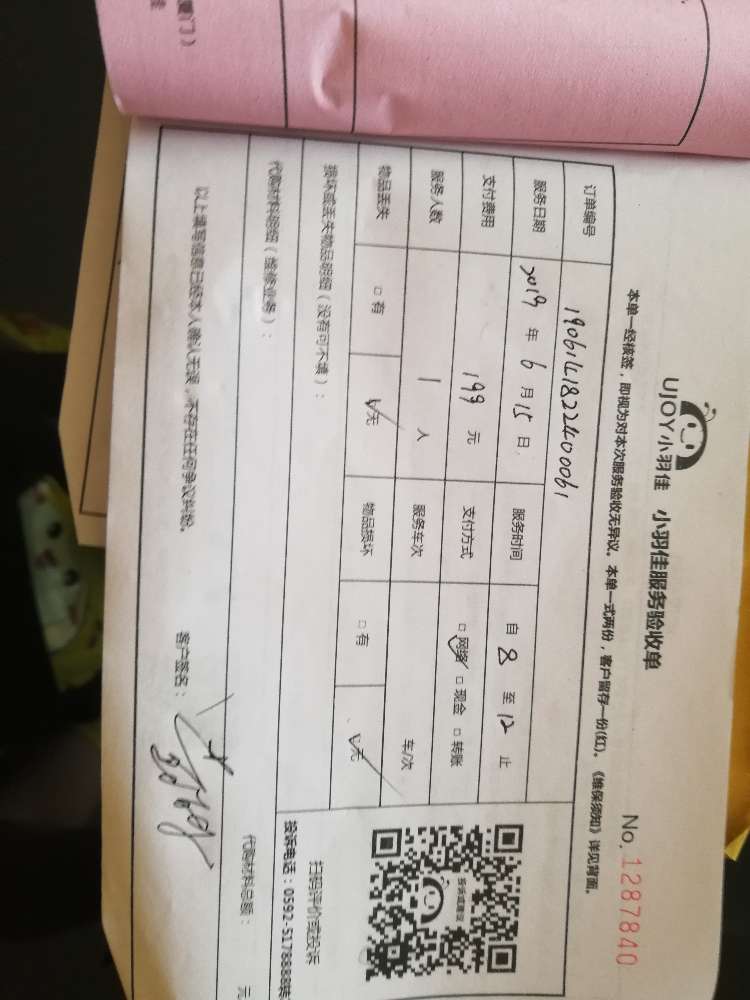 UJOY小羽佳 小羽佳服务验收单
No. 1287840
本单一经核签，即视为对本次服务验收无异议。本单一式两份，客户留存一份(红)。《维保须知》详见背面。
订单编号 1906141822400061
服务日期 2019 年 6 月 15 日 服务时间 自 8 至 12 止
支付费用 199 元 支付方式 □ 网络 □ 现金 □ 转账
服务人数 1 人 服务车次 车/次
物品丢失 □ 有 □ 无 物品损坏 □ 有 □ 无
损坏或丢失物品明细（没有可不填）：
扫码评价或投诉
投诉电话：0592-5178888转
代购材料明细（维修业务）：
代购材料总额： 元
以上填写信息已经本人确认无误，不存在任何争议纠纷。
客户签名：